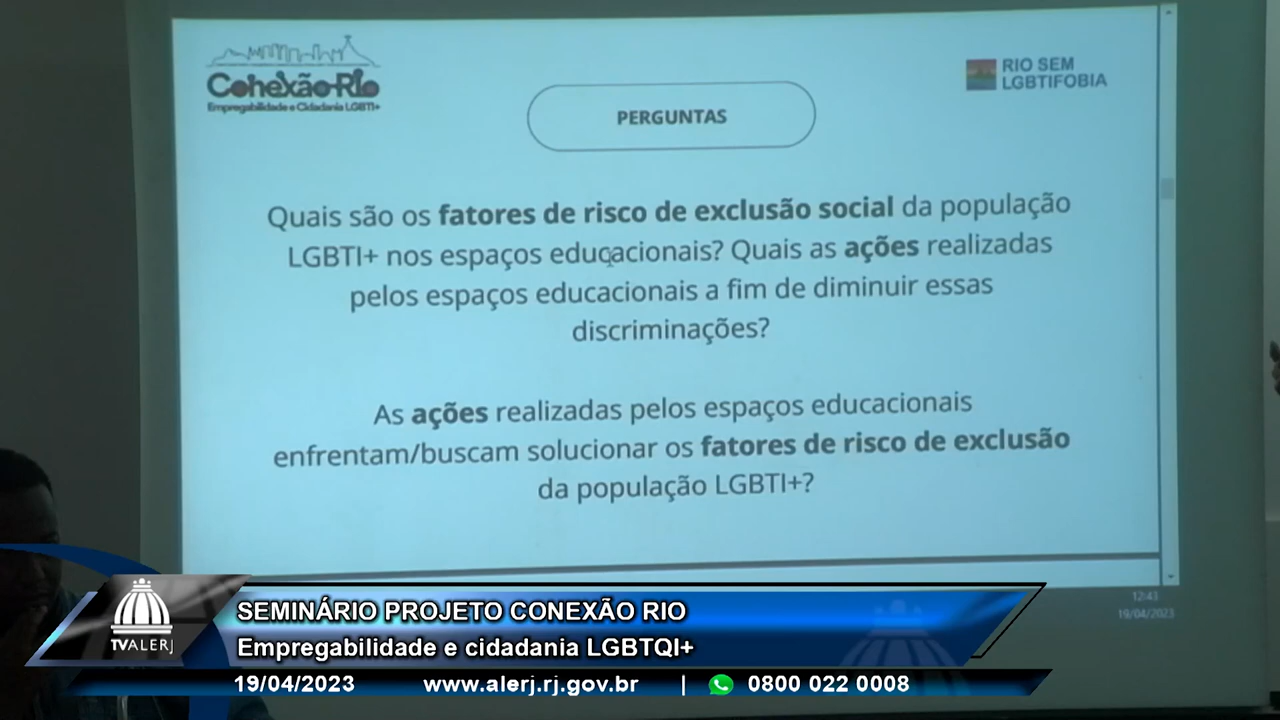 Conexão Rio
Empregabilidade e Cidadania LGBTI+
RIO SEM
LGBTIFOBIA
PERGUNTAS
Quais são os fatores de risco de exclusão social da população
LGBTI+ nos espaços educacionais? Quais as ações realizadas
pelos espaços educacionais a fim de diminuir essas
discriminações?
As ações realizadas pelos espaços educacionais
enfrentam/buscam solucionar os fatores de risco de exclusão
da população LGBTI+?
12:43
19/04/2023
TVALERJ
SEMINÁRIO PROJETO CONEXÃO RIO
Empregabilidade e cidadania LGBTQI+
19/04/2023 www.alerj.rj.gov.br | 0800 022 0008